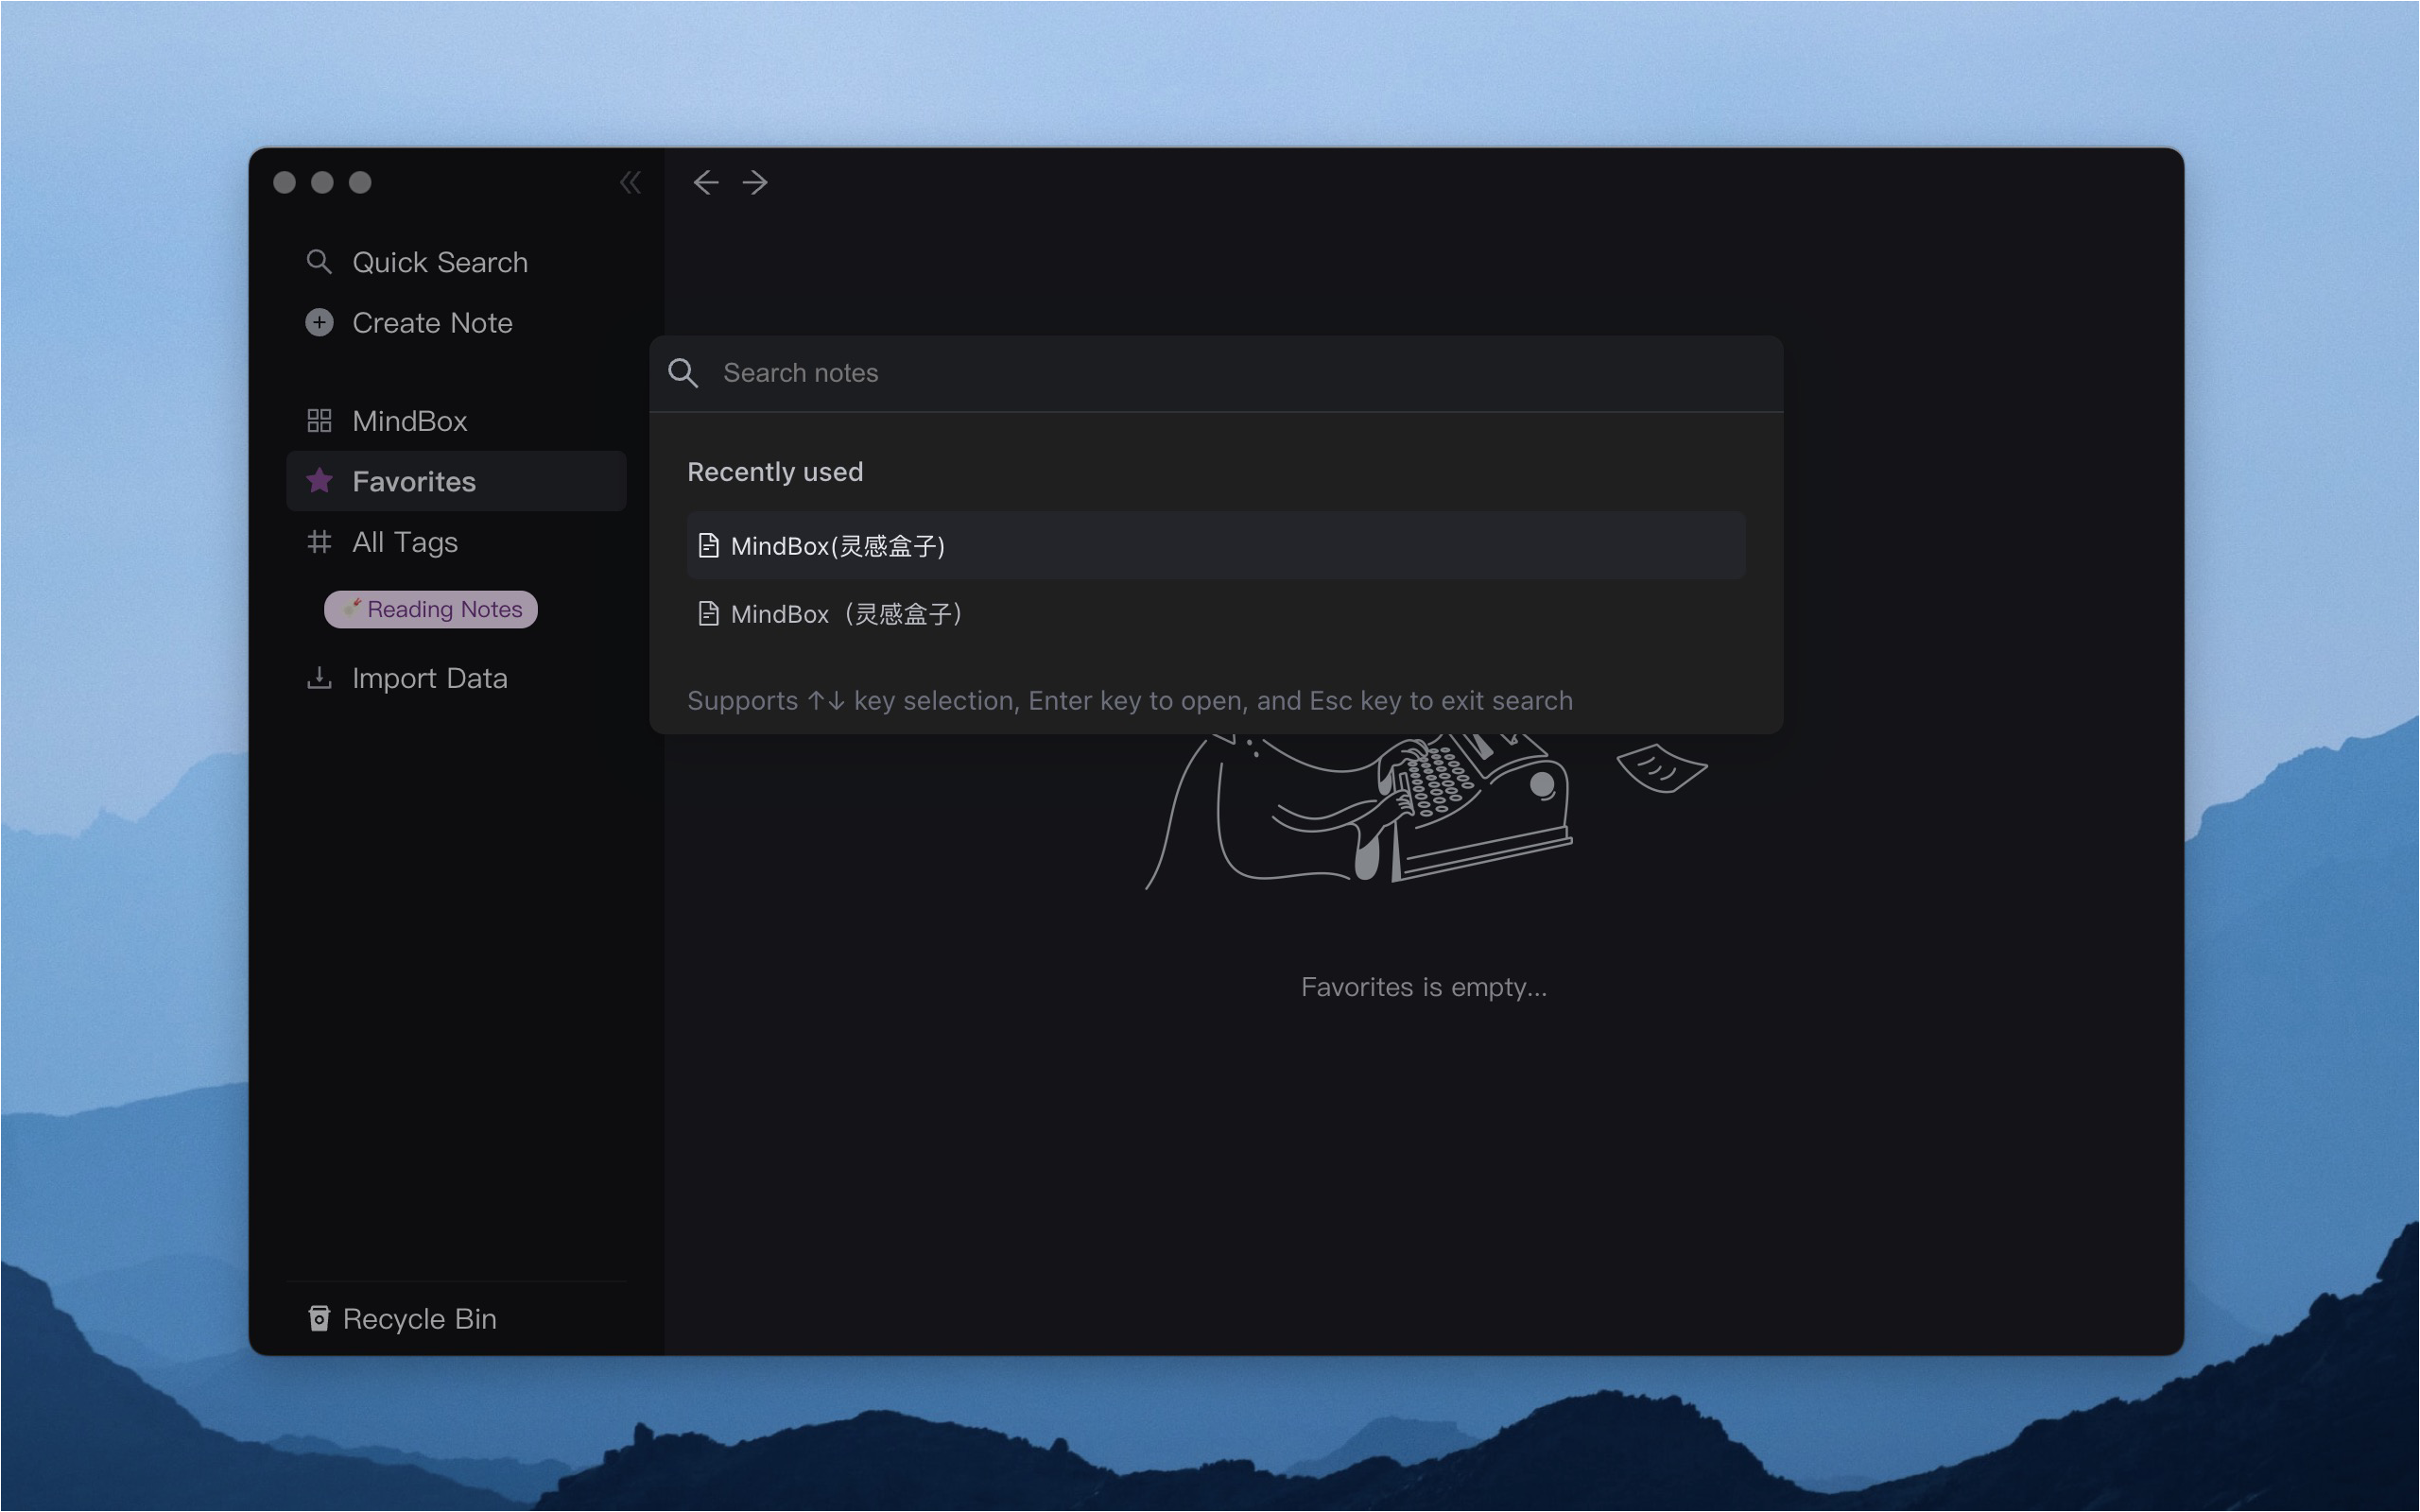 Quick Search
Create Note
MindBox
Favorites
All Tags
Reading Notes
Import Data
Recycle Bin
Search notes
Recently used
MindBox(灵感盒子)
MindBox（灵感盒子）
Supports ↑↓ key selection, Enter key to open, and Esc key to exit search
Favorites is empty...